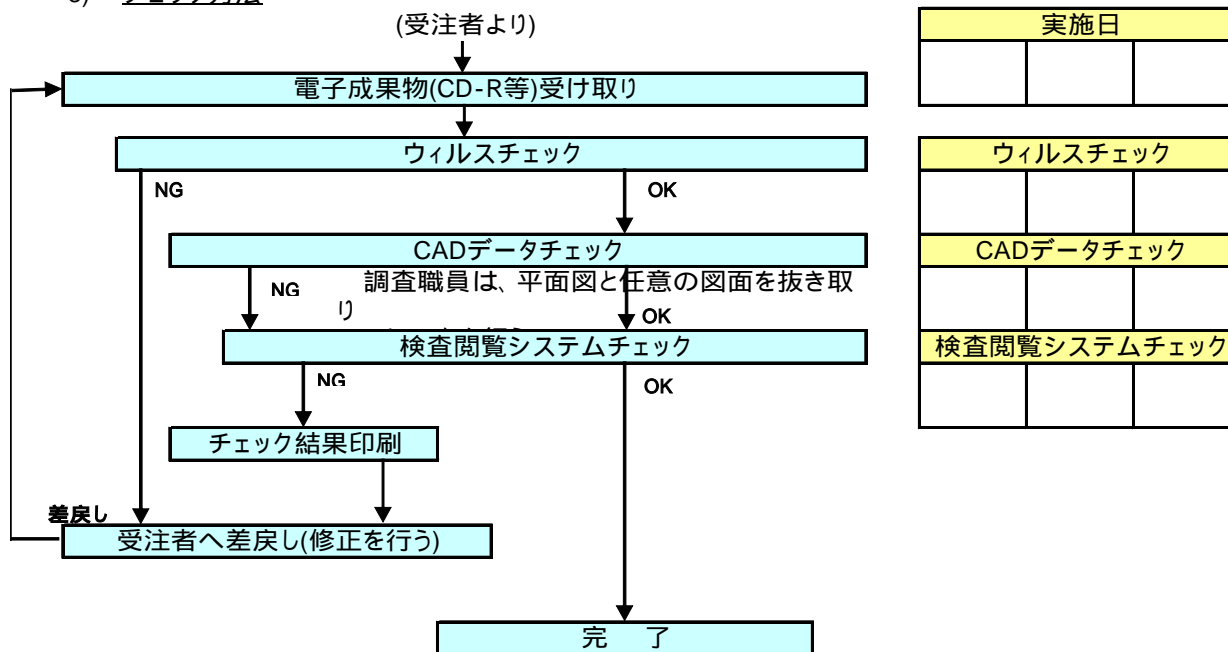 (受注者より)
実施日
電子成果物(CD-R等)受け取り
ウィルスチェック
ウィルスチェック
NG
OK
CADデータチェック
CADデータチェック
調査職員は、平面図と任意の図面を抜き取
り
NG
OK
検査閲覧システムチェック
検査閲覧システムチェック
NG
OK
チェック結果印刷
差戻し
受注者へ差戻し(修正を行う)
完 了